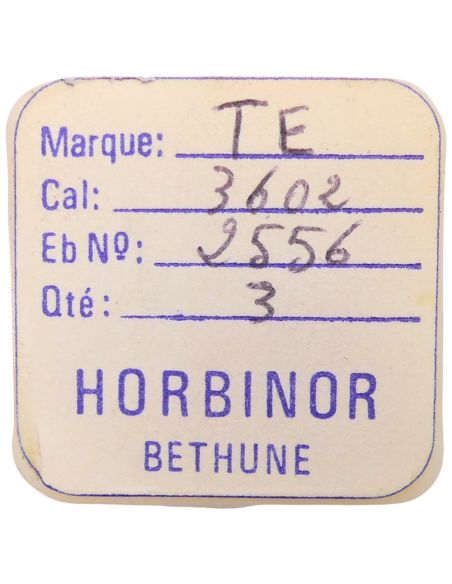 Marque: TE
Cal: 3602
Eb Nº: 2556
Qté: 3
HORBINOR
BETHUNE